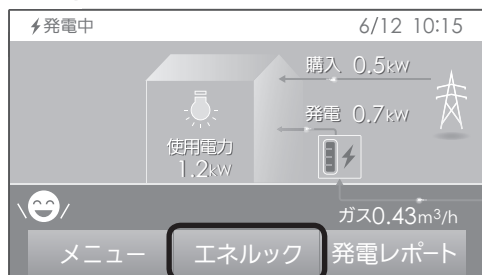 発電中 6/12 10:15
購入 0.5kW
発電 0.7kW
使用電力
1.2kW
ガス0.43m³/h
メニュー エネルック 発電レポート